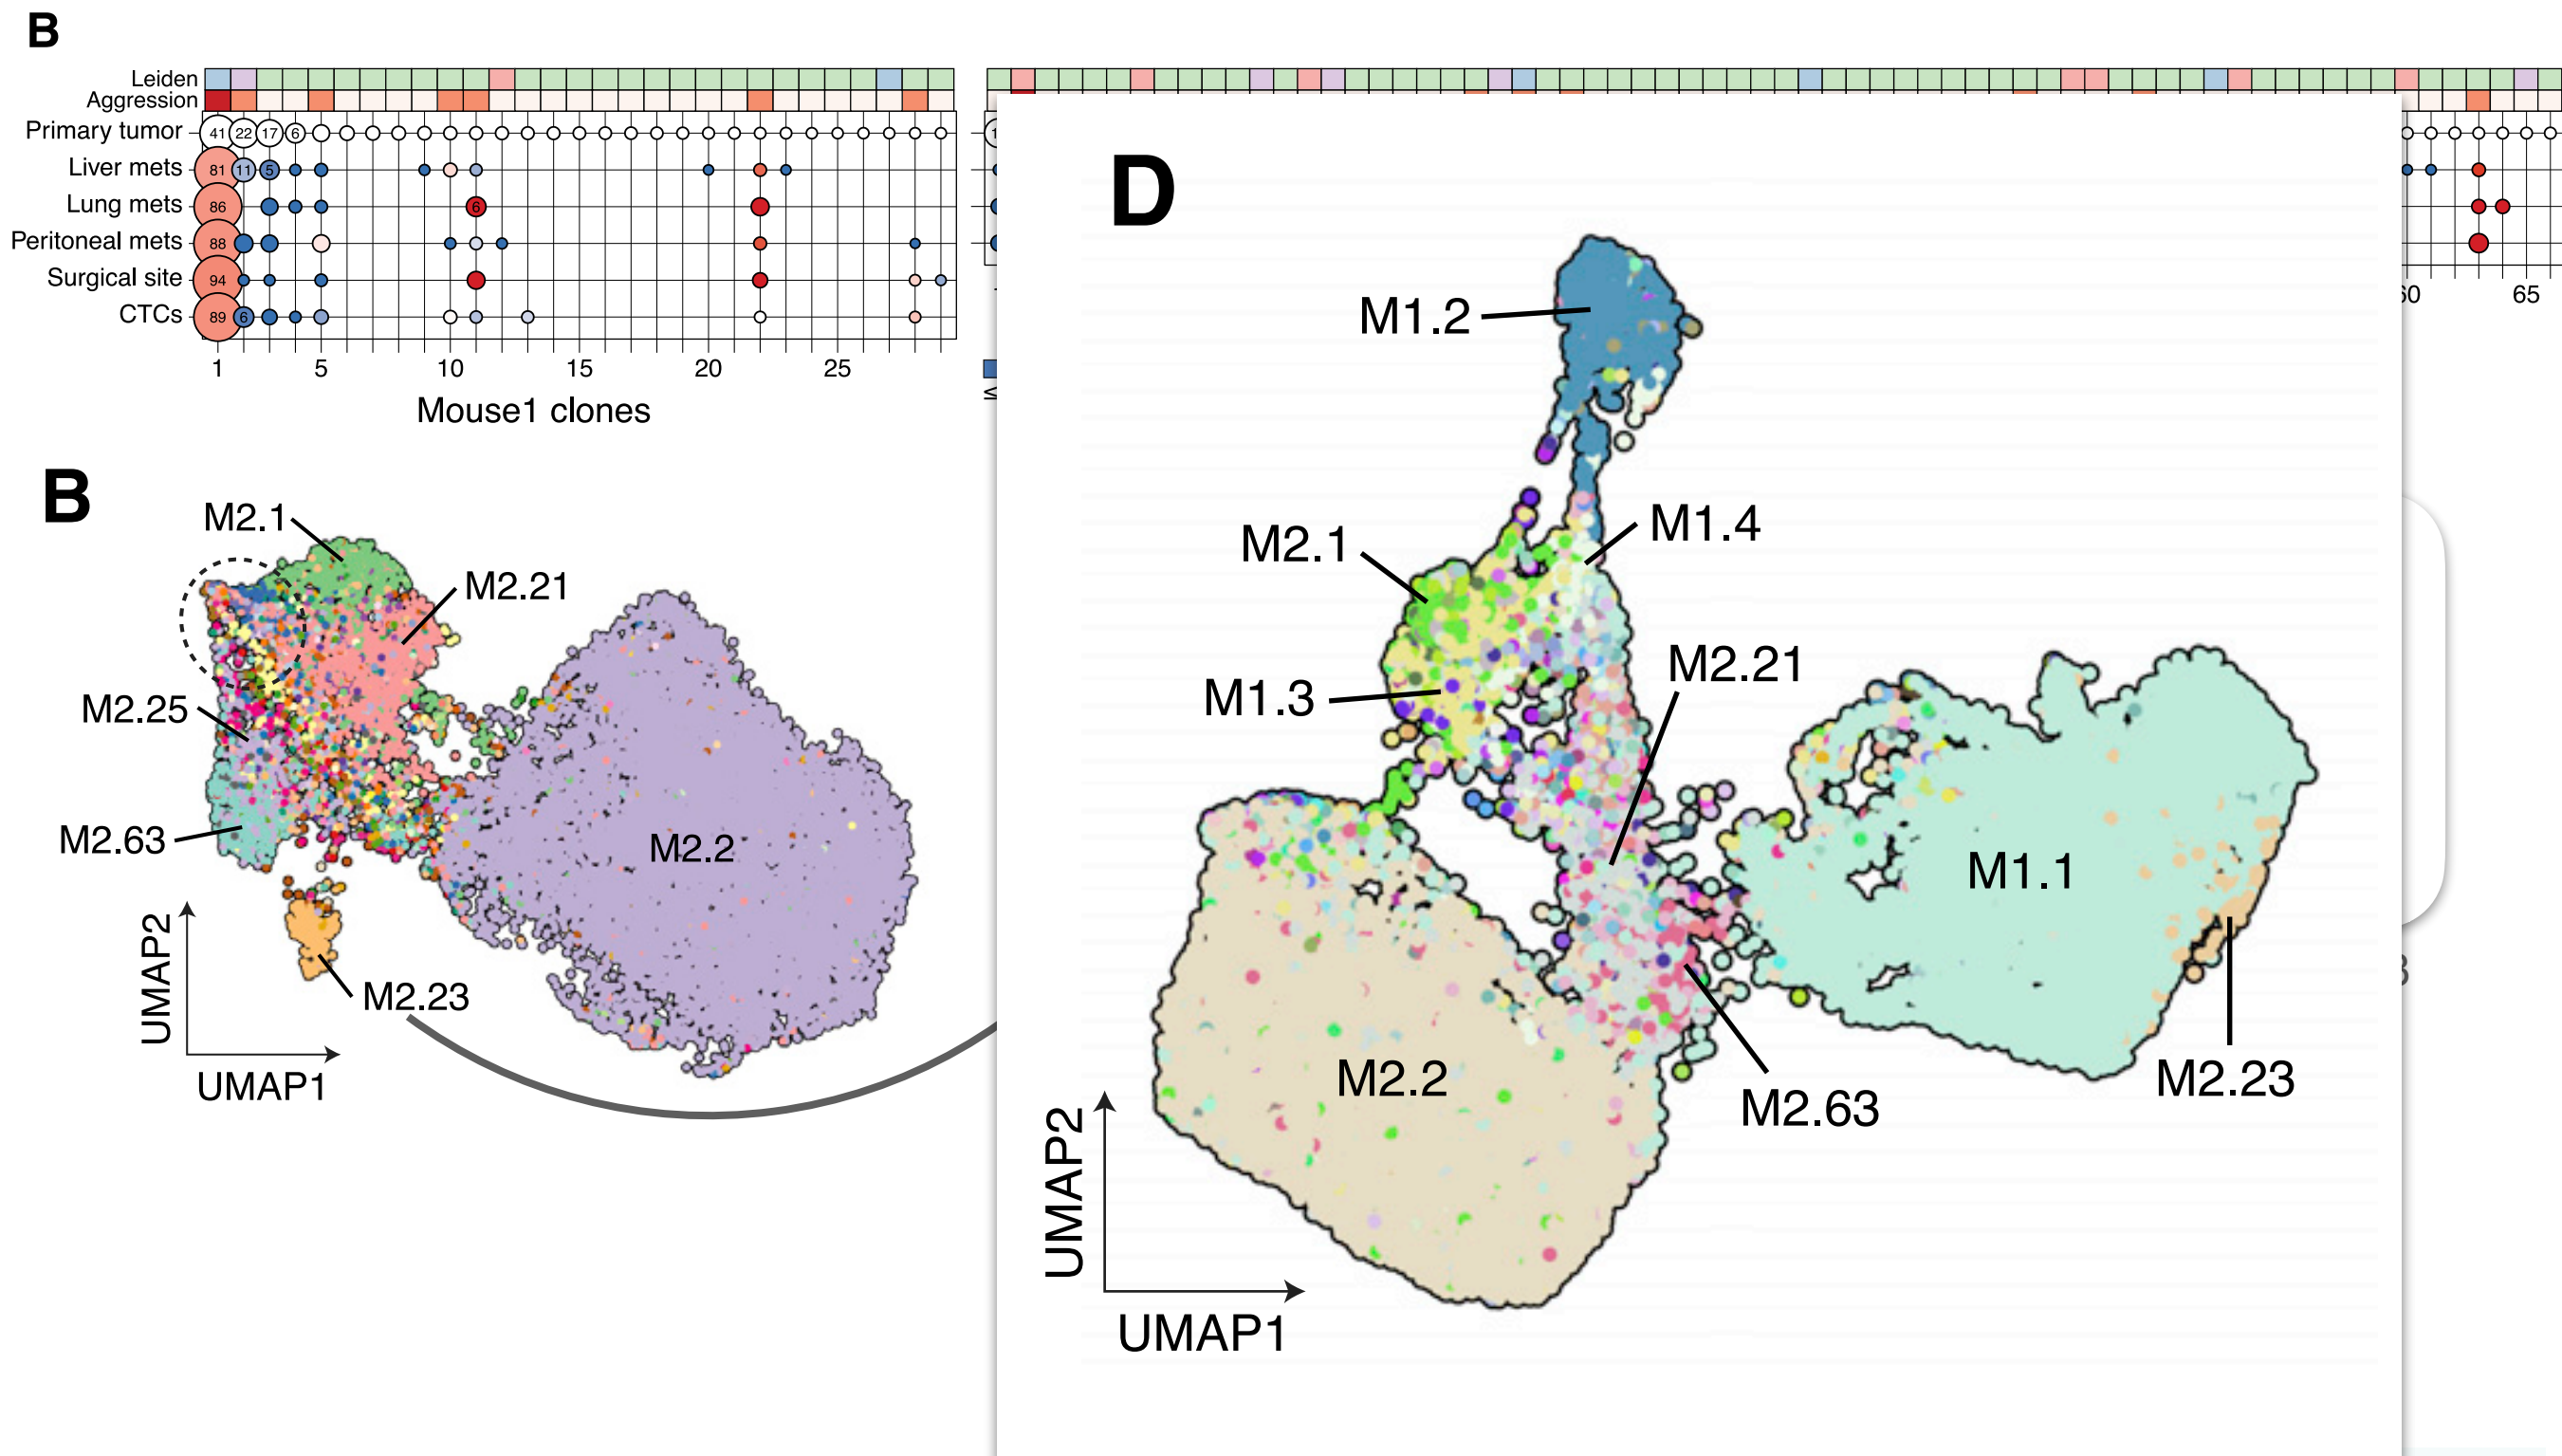 B
Leiden
Aggression
Primary tumor 41 22 17 6
Liver mets 81 11 5
Lung mets 86 6
Peritoneal mets 88
Surgical site 94
CTCs 89 6
1 5 10 15 20 25
65
Mouse1 clones
B
M2.1
M2.21
M2.25
M2.63
M2.2
M2.23
UMAP2
UMAP1
D
M1.2
M1.4
M2.1
M2.21
M1.3
M1.1
M2.2
M2.23
M2.63
UMAP2
UMAP1